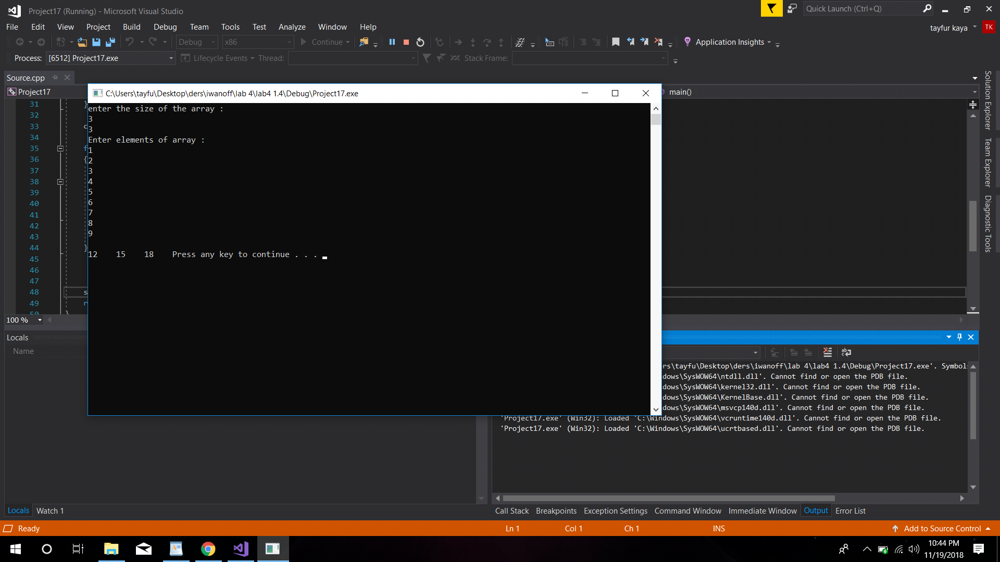 Project17 (Running) - Microsoft Visual Studio
Quick Launch (Ctrl+Q)
File Edit View Project Build Debug Team Tools Test Analyze Window Help
tayfur kaya TK
Debug x86 Continue Application Insights
Process: [6512] Project17.exe Lifecycle Events Thread: Stack Frame:
Source.cpp
Project17
main()
C:\Users\tayfu\Desktop\ders\iwanoff\lab 4\lab4 1.4\Debug\Project17.exe
enter the size of the array :
3
3
Enter elements of array :
1
2
3
4
5
6
7
8
9
12 15 18 Press any key to continue . . .
31 }
32
33 c
34
35 f
36 {
37
38
39
40
41
42
43
44 }
45
46
47
48 s
49 r
50 }
100 %
Solution Explorer
Team Explorer
Diagnostic Tools
Locals
Name
rs\tayfu\Desktop\ders\iwanoff\lab 4\lab4 1.4\Debug\Project17.exe'. Symbols
dows\SysWOW64\ntdll.dll'. Cannot find or open the PDB file.
dows\SysWOW64\kernel32.dll'. Cannot find or open the PDB file.
dows\SysWOW64\KernelBase.dll'. Cannot find or open the PDB file.
dows\SysWOW64\msvcp140d.dll'. Cannot find or open the PDB file.
'Project17.exe' (Win32): Loaded 'C:\Windows\SysWOW64\vcruntime140d.dll'. Cannot find or open the PDB file.
'Project17.exe' (Win32): Loaded 'C:\Windows\SysWOW64\ucrtbased.dll'. Cannot find or open the PDB file.
Locals Watch 1
Call Stack Breakpoints Exception Settings Command Window Immediate Window Output Error List
Ready Ln 1 Col 1 Ch 1 INS Add to Source Control
10:44 PM
11/19/2018